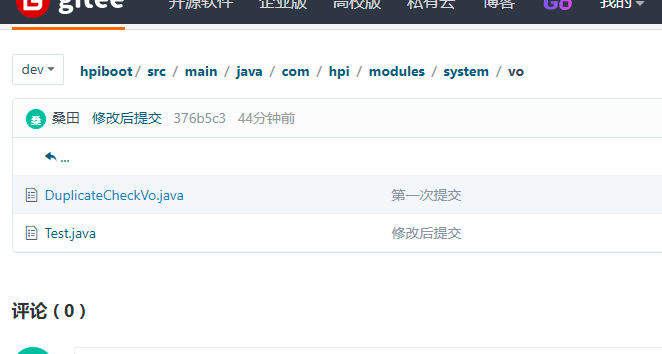 gitee 开源软件 企业版 高校版 私有云 博客 Go 我的
dev hpiboot / src / main / java / com / hpi / modules / system / vo
桑 桑田 修改后提交 376b5c3 44分钟前
...
DuplicateCheckVo.java 第一次提交
Test.java 修改后提交
评论 ( 0 )